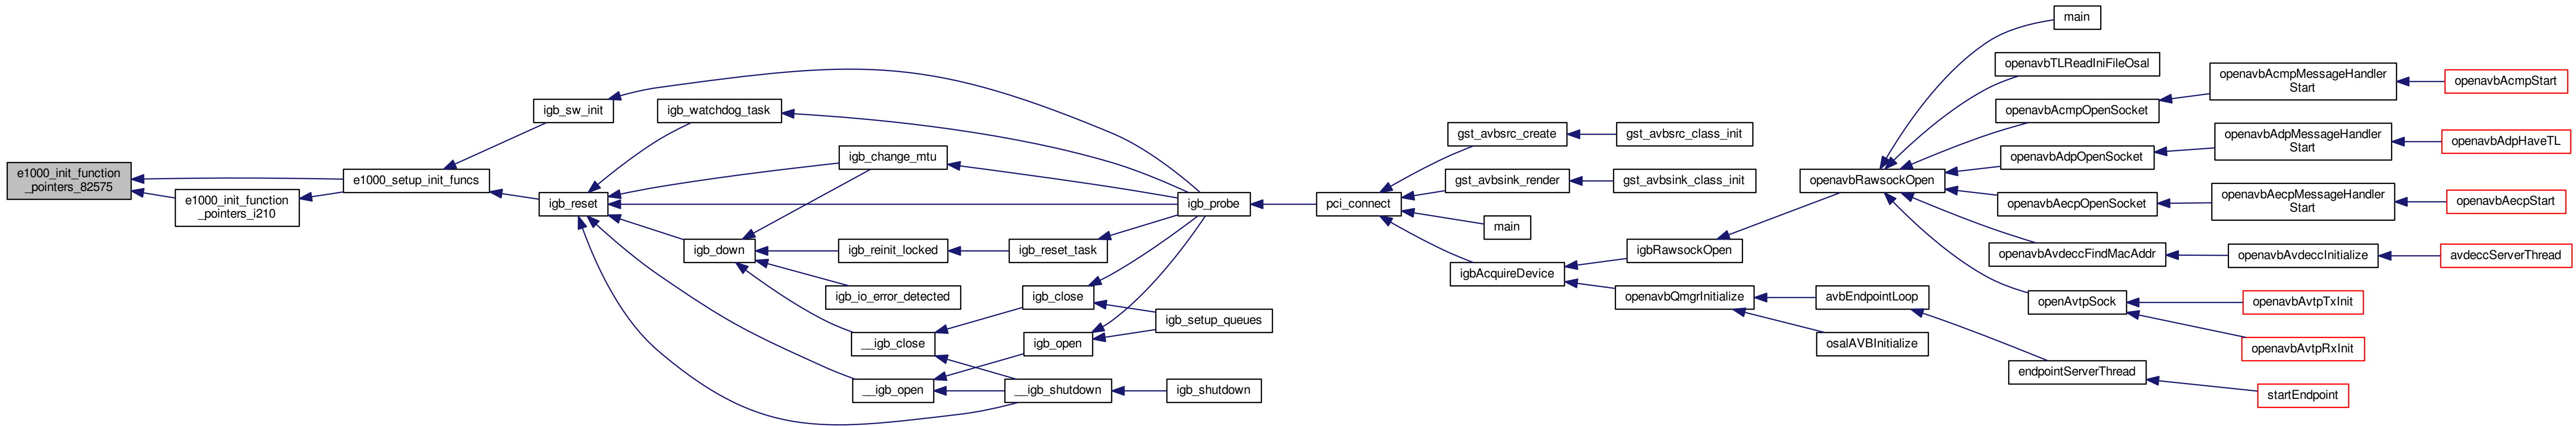 e1000_init_function
_pointers_82575
e1000_init_function
_pointers_i210
e1000_setup_init_funcs
igb_sw_init
igb_reset
igb_watchdog_task
igb_change_mtu
igb_down
igb_reinit_locked
igb_reset_task
igb_io_error_detected
igb_close
igb_setup_queues
igb_open
__igb_close
__igb_open
__igb_shutdown
igb_shutdown
igb_probe
pci_connect
gst_avbsrc_create
gst_avbsrc_class_init
gst_avbsink_render
gst_avbsink_class_init
main
igbAcquireDevice
igbRawsockOpen
openavbQmgrInitialize
avbEndpointLoop
osalAVBInitialize
openavbRawsockOpen
main
openavbTLReadIniFileOsal
openavbAcmpOpenSocket
openavbAcmpMessageHandler
Start
openavbAcmpStart
openavbAdpOpenSocket
openavbAdpMessageHandler
Start
openavbAdpHaveTL
openavbAecpOpenSocket
openavbAecpMessageHandler
Start
openavbAecpStart
openavbAvdeccFindMacAddr
openavbAvdeccInitialize
avdeccServerThread
openAvtpSock
openavbAvtpTxInit
openavbAvtpRxInit
endpointServerThread
startEndpoint